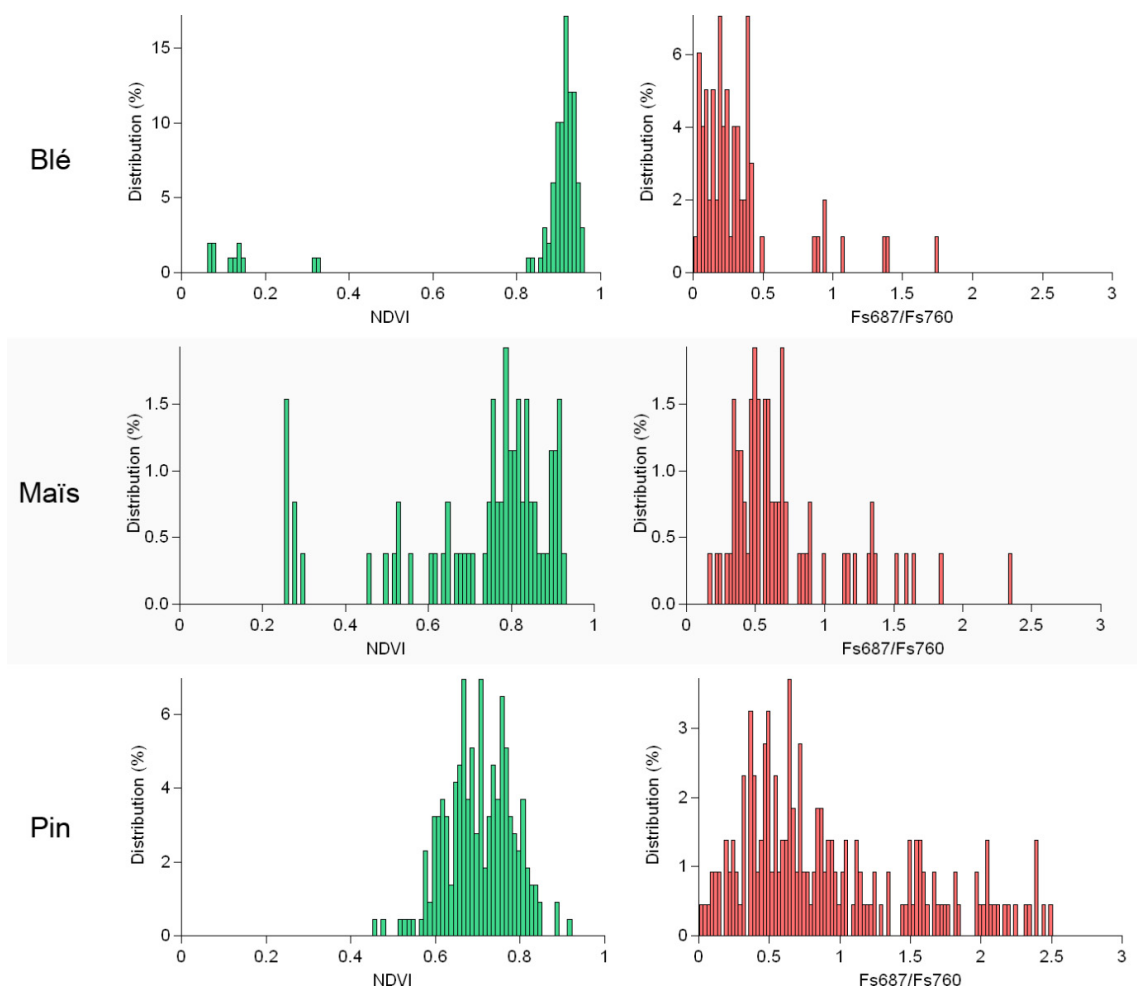 Blé
Distribution (%)
15
10
5
0
0 0.2 0.4 0.6 0.8 1
NDVI
Distribution (%)
6
4
2
0
0 0.5 1 1.5 2 2.5 3
Fs687/Fs760
Maïs
Distribution (%)
1.5
1.0
0.5
0.0
0 0.2 0.4 0.6 0.8 1
NDVI
Distribution (%)
1.5
1.0
0.5
0.0
0 0.5 1 1.5 2 2.5 3
Fs687/Fs760
Pin
Distribution (%)
6
4
2
0
0 0.2 0.4 0.6 0.8 1
NDVI
Distribution (%)
3
2
1
0
0 0.5 1 1.5 2 2.5 3
Fs687/Fs760